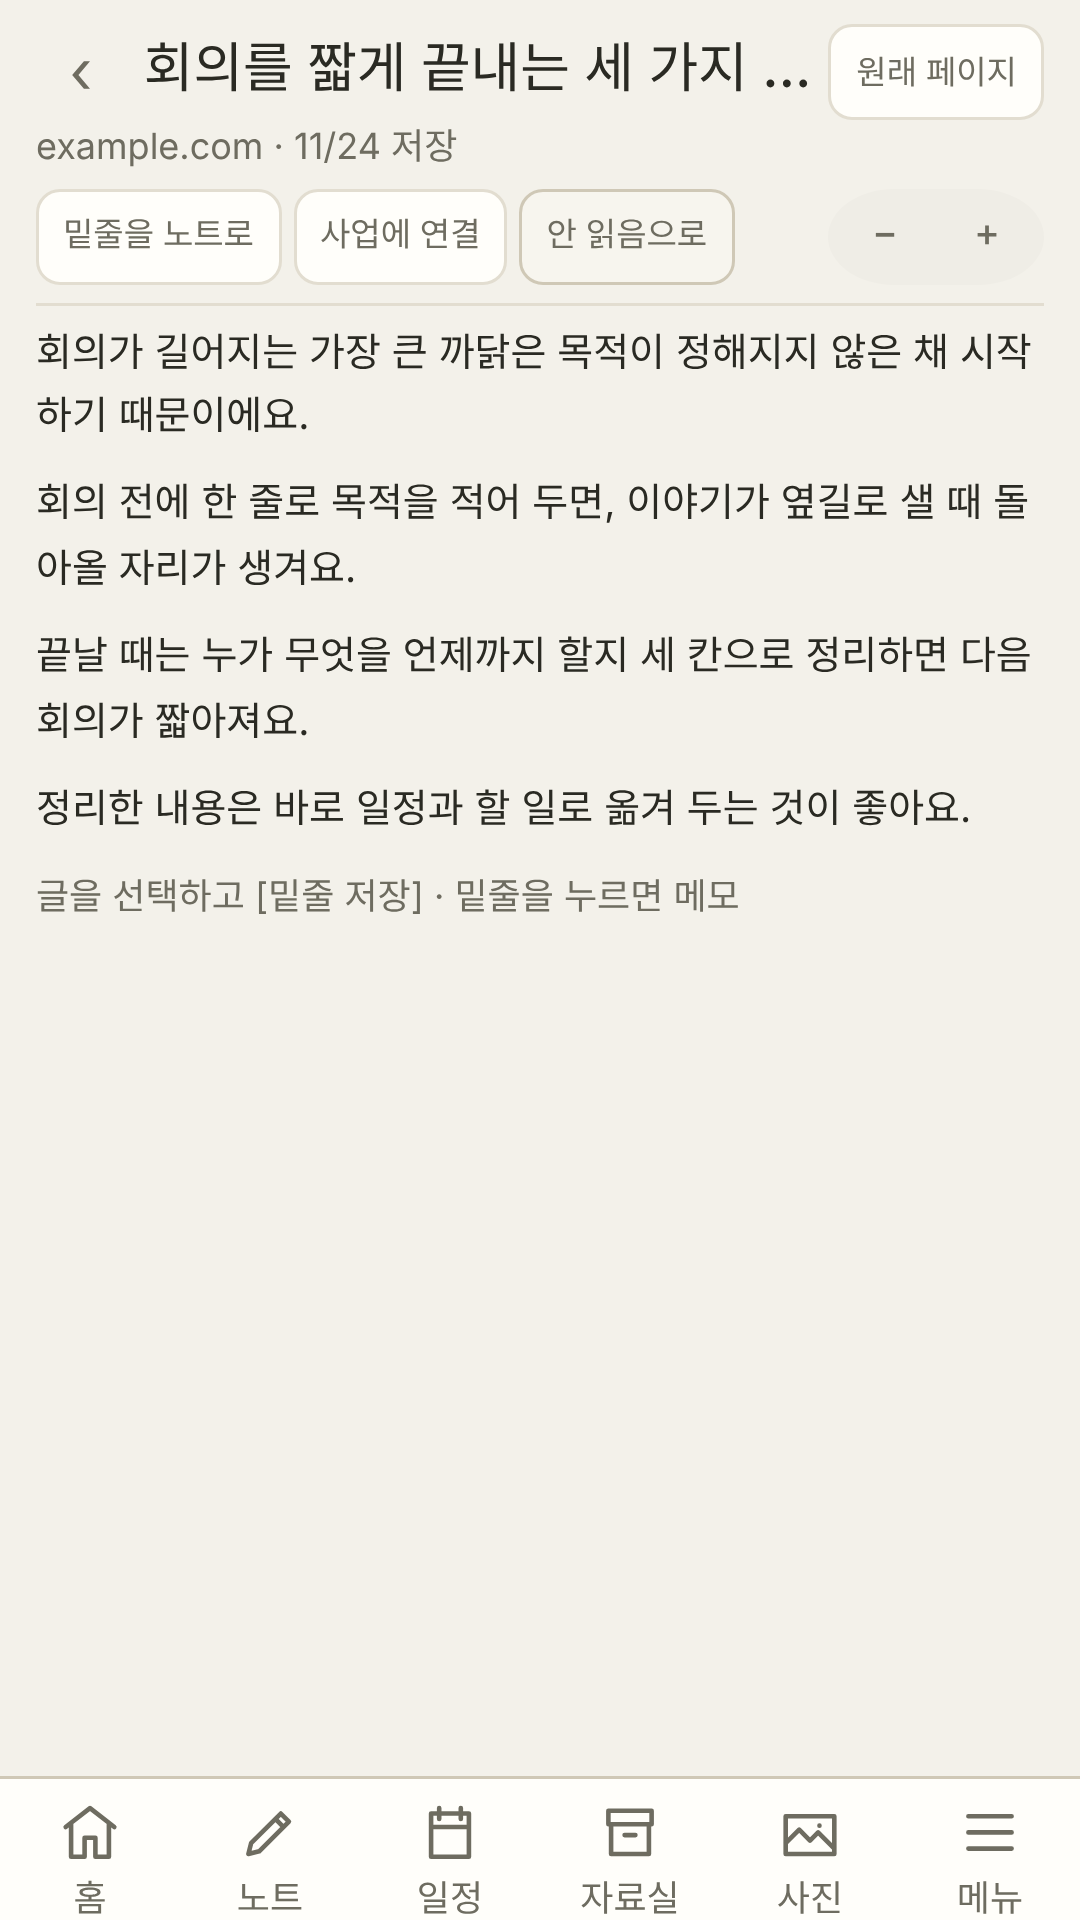 ‹ 회의를 짧게 끝내는 세 가지 ... 원래 페이지
example.com · 11/24 저장
밑줄을 노트로 사업에 연결 안 읽음으로 − +
회의가 길어지는 가장 큰 까닭은 목적이 정해지지 않은 채 시작
하기 때문이에요.
회의 전에 한 줄로 목적을 적어 두면, 이야기가 옆길로 샐 때 돌
아올 자리가 생겨요.
끝날 때는 누가 무엇을 언제까지 할지 세 칸으로 정리하면 다음
회의가 짧아져요.
정리한 내용은 바로 일정과 할 일로 옮겨 두는 것이 좋아요.
글을 선택하고 [밑줄 저장] · 밑줄을 누르면 메모
홈 노트 일정 자료실 사진 메뉴